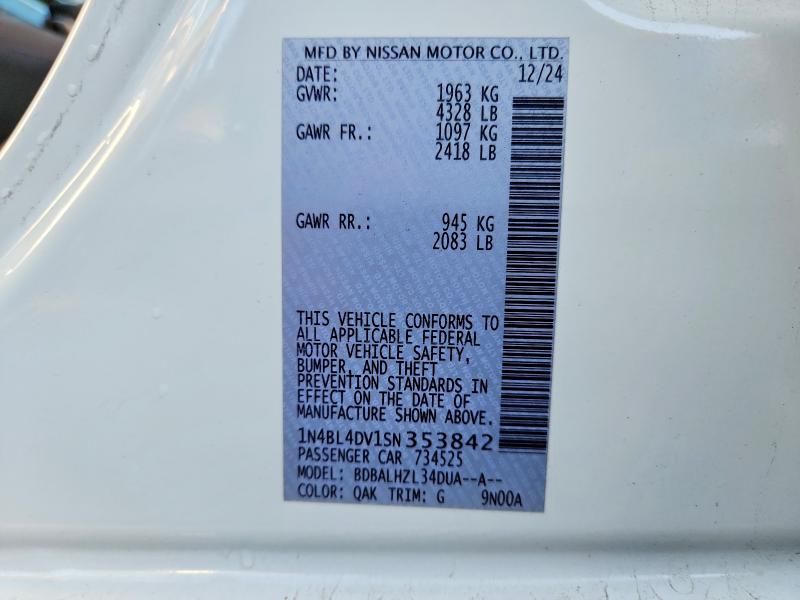 MFD BY NISSAN MOTOR CO., LTD.
DATE: 12/24
GVWR: 1963 KG
4328 LB
GAWR FR.: 1097 KG
2418 LB
GAWR RR.: 945 KG
2083 LB
THIS VEHICLE CONFORMS TO
ALL APPLICABLE FEDERAL
MOTOR VEHICLE SAFETY,
BUMPER, AND THEFT
PREVENTION STANDARDS IN
EFFECT ON THE DATE OF
MANUFACTURE SHOWN ABOVE.
1N4BL4DV1SN353842
PASSENGER CAR 734525
MODEL: BDBALHZL34DUA--A--
COLOR: QAK TRIM: G 9N00A